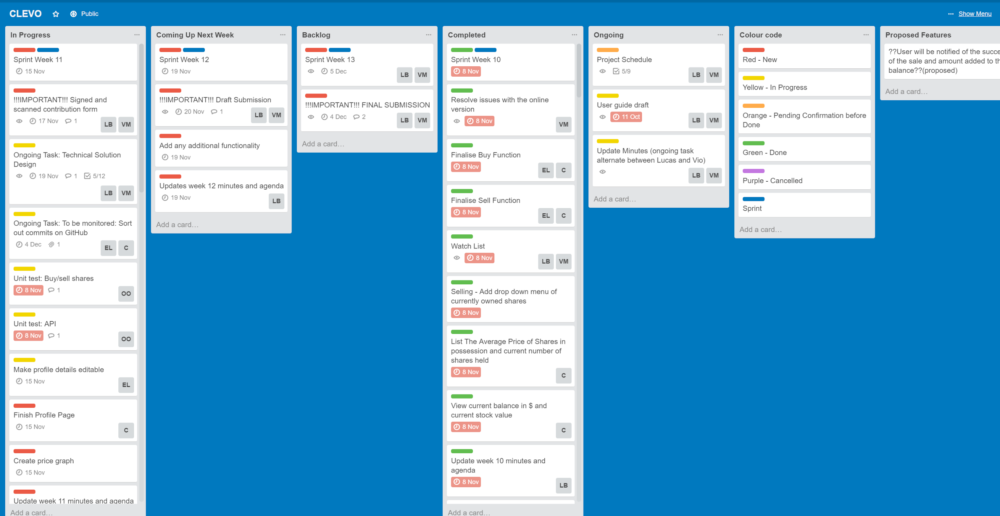 CLEVO
Public
Show Menu
In Progress
Sprint Week 11
15 Nov
!!!IMPORTANT!!! Signed and
scanned contribution form
17 Nov 1
LB VM
Ongoing Task: Technical Solution
Design
19 Nov 1 5/12
LB VM
Ongoing Task: To be monitored: Sort
out commits on GitHub
4 Dec 1
EL C
Unit test: Buy/sell shares
8 Nov 1
OO
Unit test: API
8 Nov 1
OO
Make profile details editable
15 Nov
EL
Finish Profile Page
15 Nov
C
Create price graph
15 Nov
Update week 11 minutes and agenda
Add a card…
Coming Up Next Week
Sprint Week 12
19 Nov
!!!IMPORTANT!!! Draft Submission
20 Nov 1
LB VM
Add any additional functionality
19 Nov
Updates week 12 minutes and agenda
19 Nov
LB
Add a card…
Backlog
Sprint Week 13
5 Dec
LB VM
!!!IMPORTANT!!! FINAL SUBMISSION
4 Dec 2
LB VM
Add a card…
Completed
Sprint Week 10
8 Nov
Resolve issues with the online
version
8 Nov
VM
Finalise Buy Function
8 Nov
EL C
Finalise Sell Function
8 Nov
EL C
Watch List
8 Nov
LB VM
Selling - Add drop down menu of
currently owned shares
8 Nov
List The Average Price of Shares in
possession and current number of
shares held
8 Nov
C
View current balance in $ and
current stock value
8 Nov
C
Update week 10 minutes and
agenda
8 Nov
LB
Add a card…
Ongoing
Project Schedule
5/9
LB VM
User guide draft
11 Oct
LB VM
Update Minutes (ongoing task
alternate between Lucas and Vio)
LB VM
Add a card…
Colour code
Red - New
Yellow - In Progress
Orange - Pending Confirmation before
Done
Green - Done
Purple - Cancelled
Sprint
Add a card…
Proposed Features
??User will be notified of the
of the sale and amount added to
balance??(proposed)
Add a card…